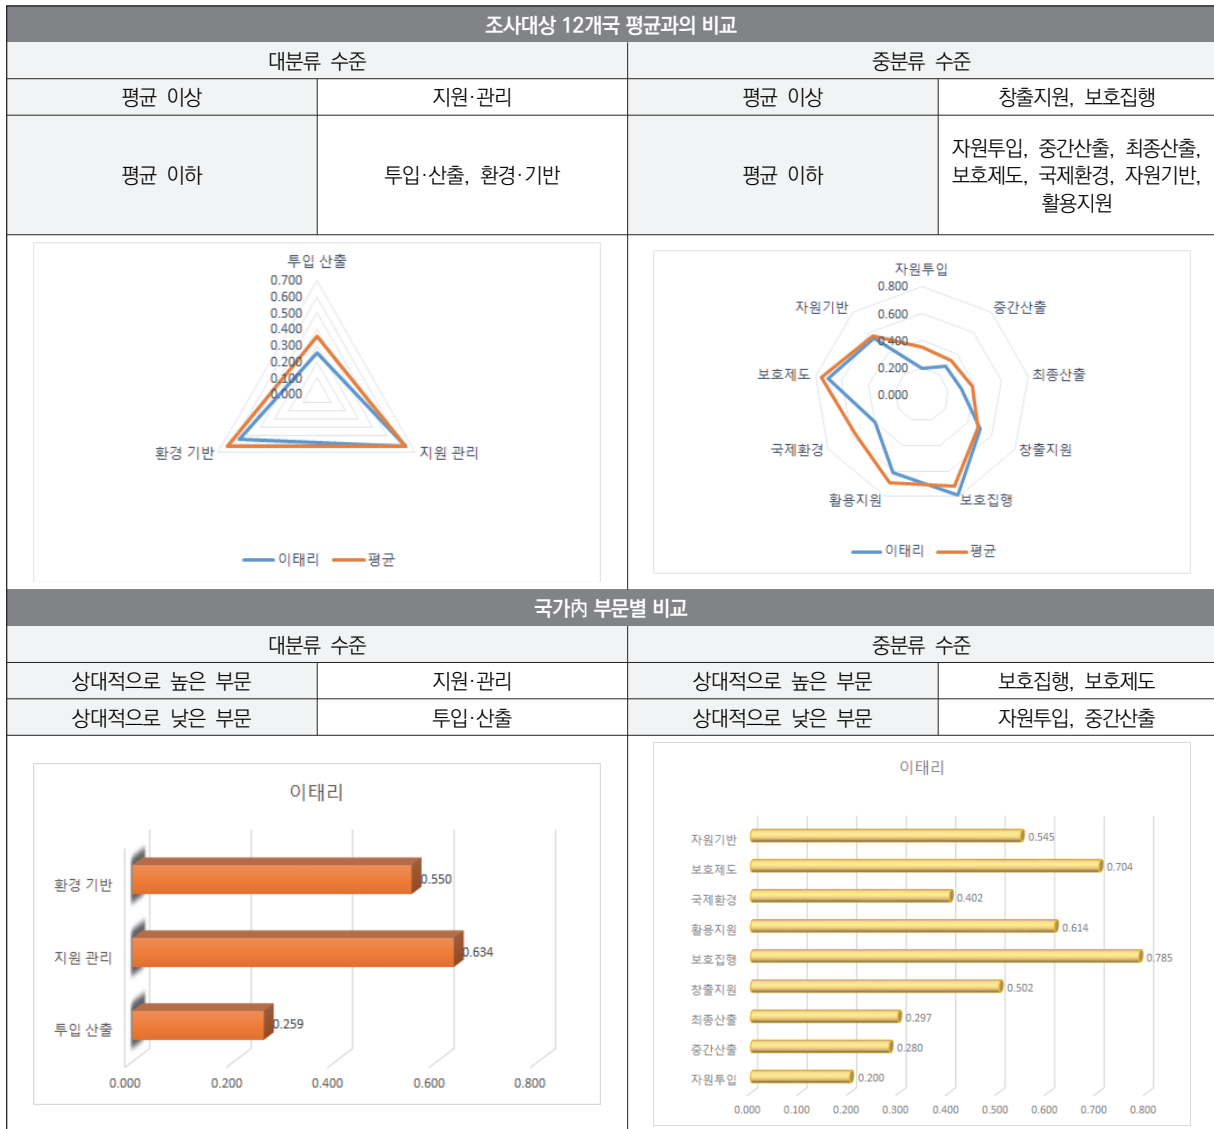 조사대상 12개국 평균과의 비교
대분류 수준
중분류 수준
평균 이상
지원·관리
평균 이상
창출지원, 보호집행
평균 이하
투입·산출, 환경·기반
평균 이하
자원투입, 중간산출, 최종산출,
보호제도, 국제환경, 자원기반,
활용지원
투입 산출
0.700
0.600
0.500
0.400
0.300
0.200
0.100
0.000
환경 기반
지원 관리
이태리
평균
자원투입
0.800
0.600
0.400
0.200
0.000
중간산출
최종산출
창출지원
보호집행
활용지원
국제환경
보호제도
자원기반
이태리
평균
국가內 부문별 비교
대분류 수준
중분류 수준
상대적으로 높은 부문
지원·관리
상대적으로 높은 부문
보호집행, 보호제도
상대적으로 낮은 부문
투입·산출
상대적으로 낮은 부문
자원투입, 중간산출
이태리
환경 기반
0.550
지원 관리
0.634
투입 산출
0.259
0.000
0.200
0.400
0.600
0.800
이태리
자원기반
0.545
보호제도
0.704
국제환경
0.402
활용지원
0.614
보호집행
0.785
창출지원
0.502
최종산출
0.297
중간산출
0.280
자원투입
0.200
0.000
0.100
0.200
0.300
0.400
0.500
0.600
0.700
0.800